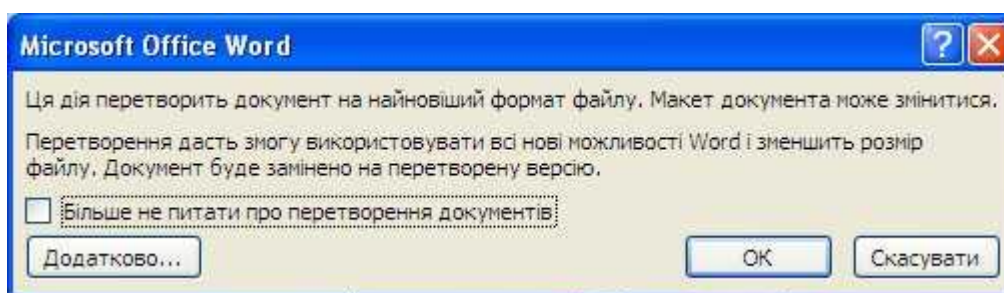 Microsoft Office Word
Ця дія перетворить документ на найновіший формат файлу. Макет документа може змінитися.
Перетворення дасть змогу використовувати всі нові можливості Word і зменшить розмір
файлу. Документ буде замінено на перетворену версію.
Більше не питати про перетворення документів
Додатково...
ОК
Скасувати